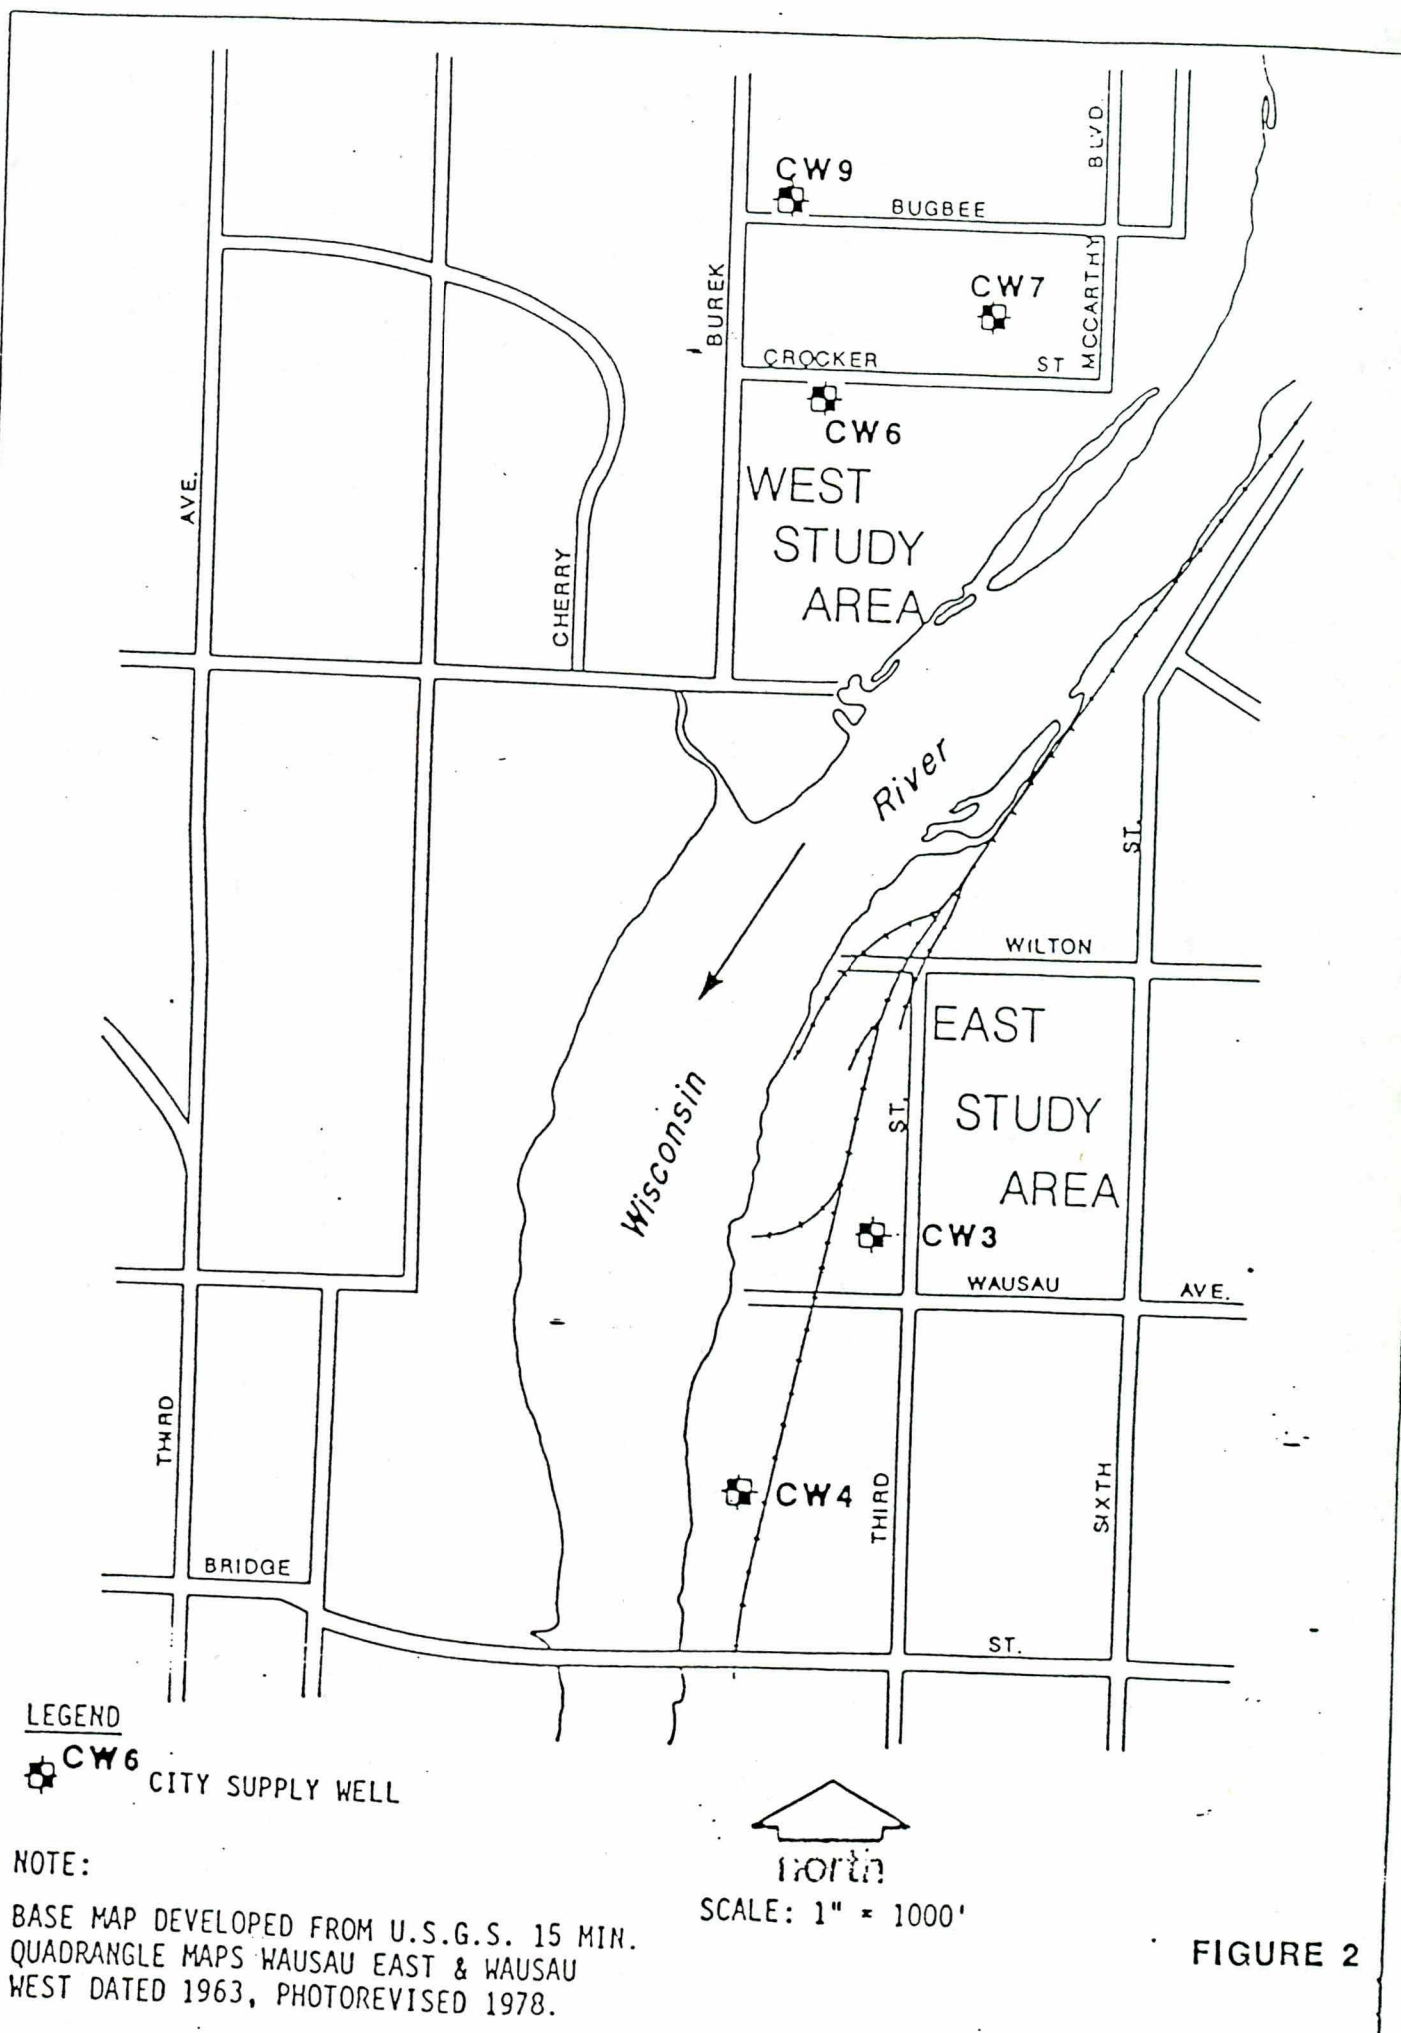 CW9
BLVD.
BUGBEE
BUREK
CW7
MCCARTHY
CROCKER ST
CW6
WEST
STUDY
AREA
AVE.
CHERRY
River
ST.
WILTON
EAST
STUDY
AREA
ST.
Wisconsin
CW3
WAUSAU AVE.
THIRD
CW4
THIRD
SIXTH
BRIDGE
ST.
LEGEND
CW6
CITY SUPPLY WELL
north
SCALE: 1" = 1000'
NOTE:
BASE MAP DEVELOPED FROM U.S.G.S. 15 MIN.
QUADRANGLE MAPS WAUSAU EAST & WAUSAU
WEST DATED 1963, PHOTOREVISED 1978.
FIGURE 2